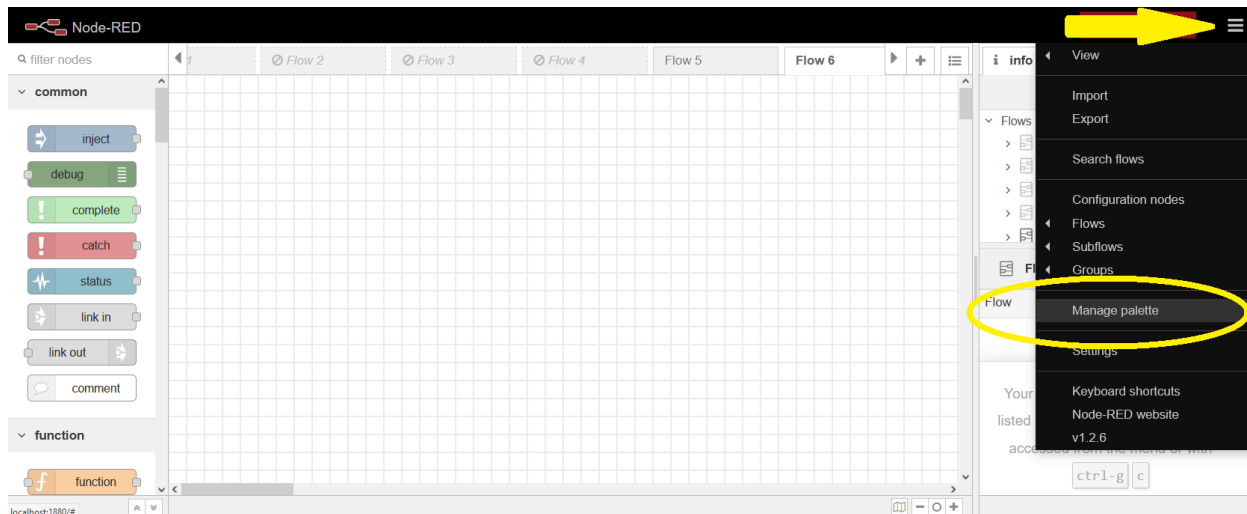 Node-RED
filter nodes
1
Flow 2
Flow 3
Flow 4
Flow 5
Flow 6
i info
common
inject
debug
complete
catch
status
link in
link out
comment
function
function
localhost:1880/#
Flows
Fl
Flow
Your
listed
accessed from the menu or with
ctrl-g c
View
Import
Export
Search flows
Configuration nodes
Flows
Subflows
Groups
Manage palette
Settings
Keyboard shortcuts
Node-RED website
v1.2.6